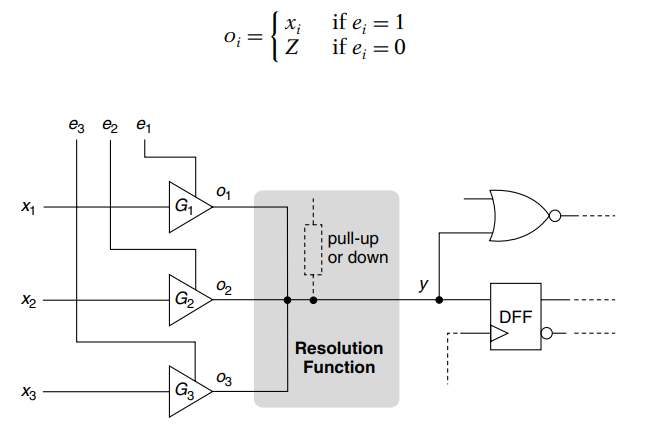 oᵢ = { xᵢ if eᵢ = 1
Z if eᵢ = 0
e₃ e₂ e₁
x₁ G₁ o₁
pull-up
or down
x₂ G₂ o₂ y
DFF
Resolution
Function
x₃ G₃ o₃